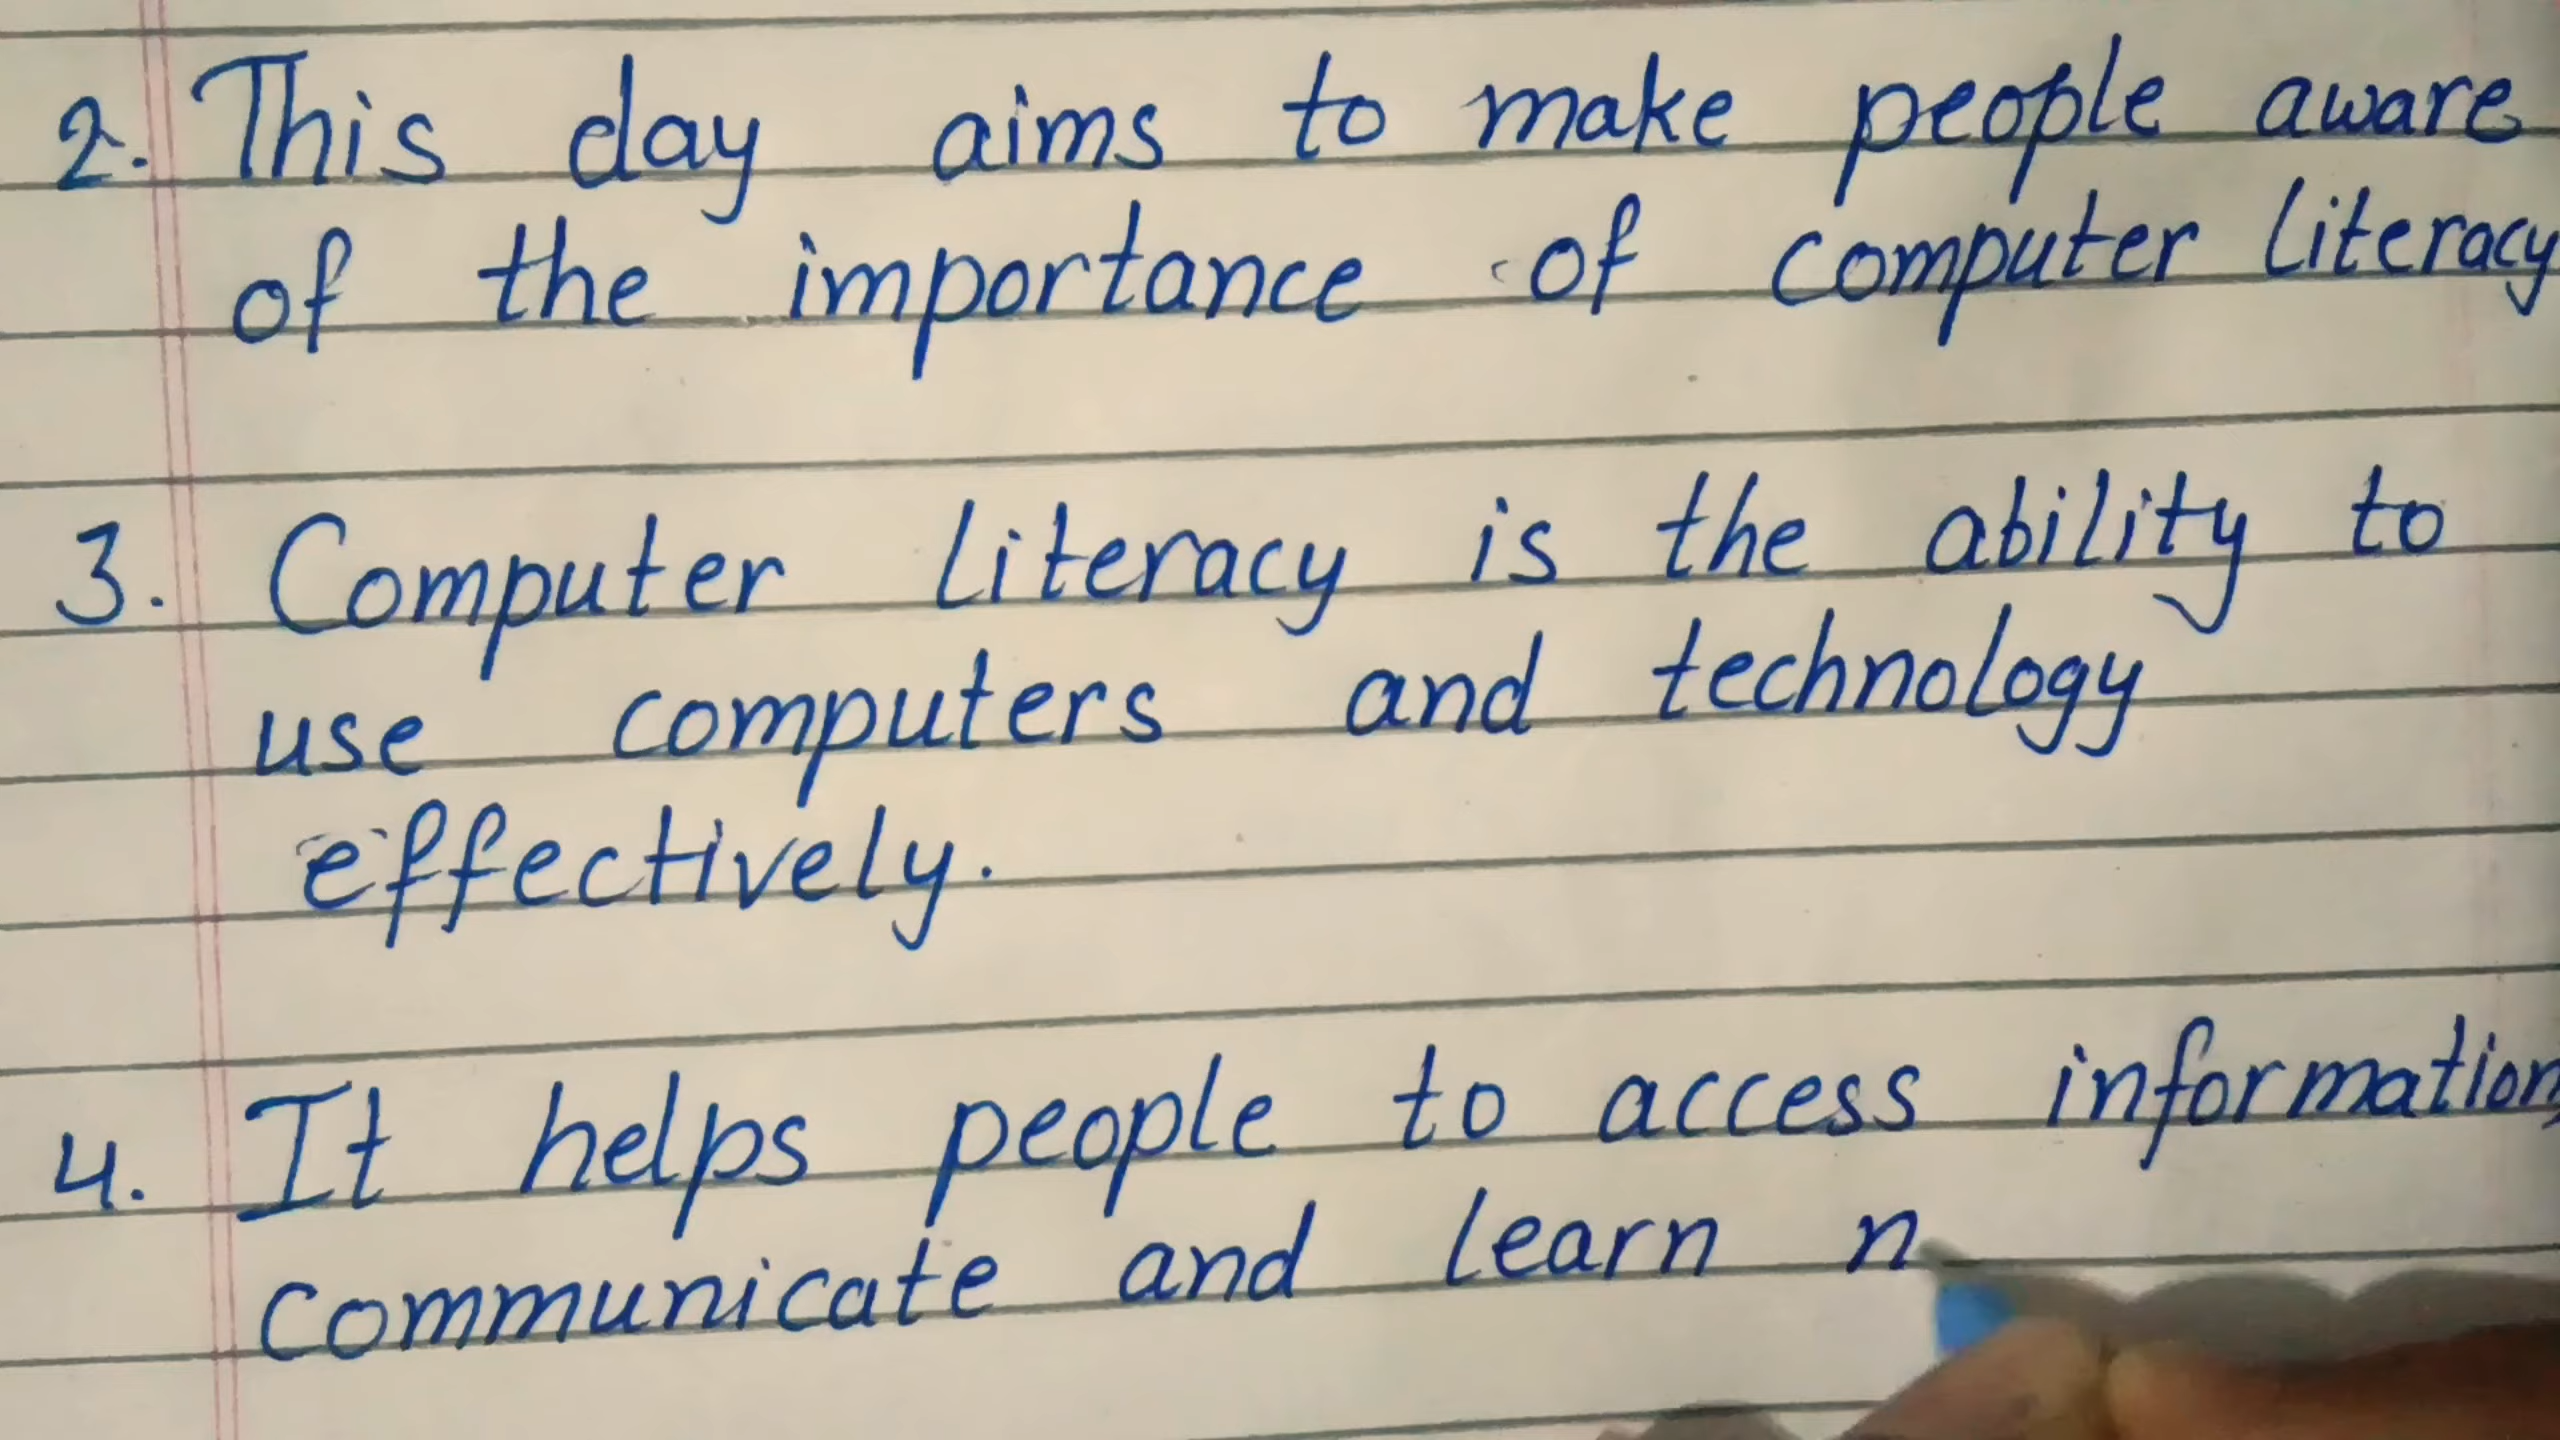 2. This day aims to make people aware
of the importance of computer literacy
3. Computer literacy is the ability to
use computers and technology
effectively.
4. It helps people to access information,
communicate and learn n